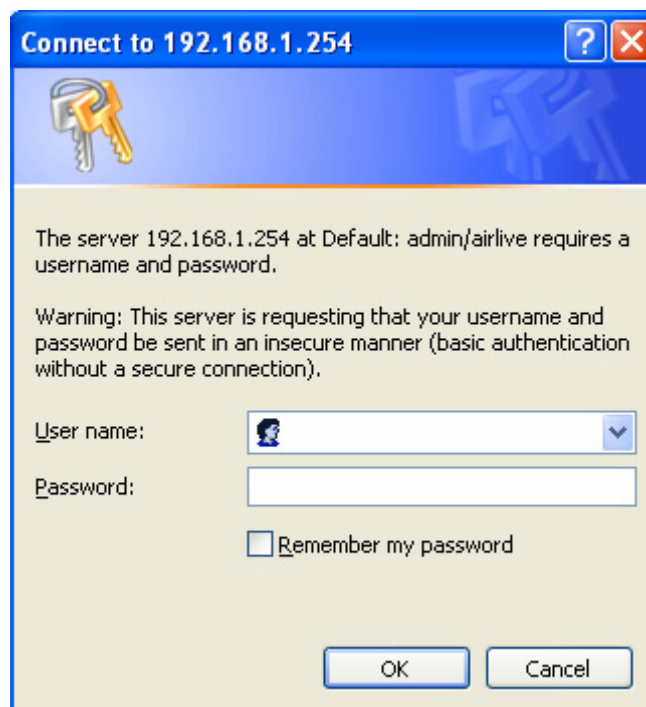 Connect to 192.168.1.254
The server 192.168.1.254 at Default: admin/airlive requires a
username and password.
Warning: This server is requesting that your username and
password be sent in an insecure manner (basic authentication
without a secure connection).
User name:
Password:
Remember my password
OK Cancel